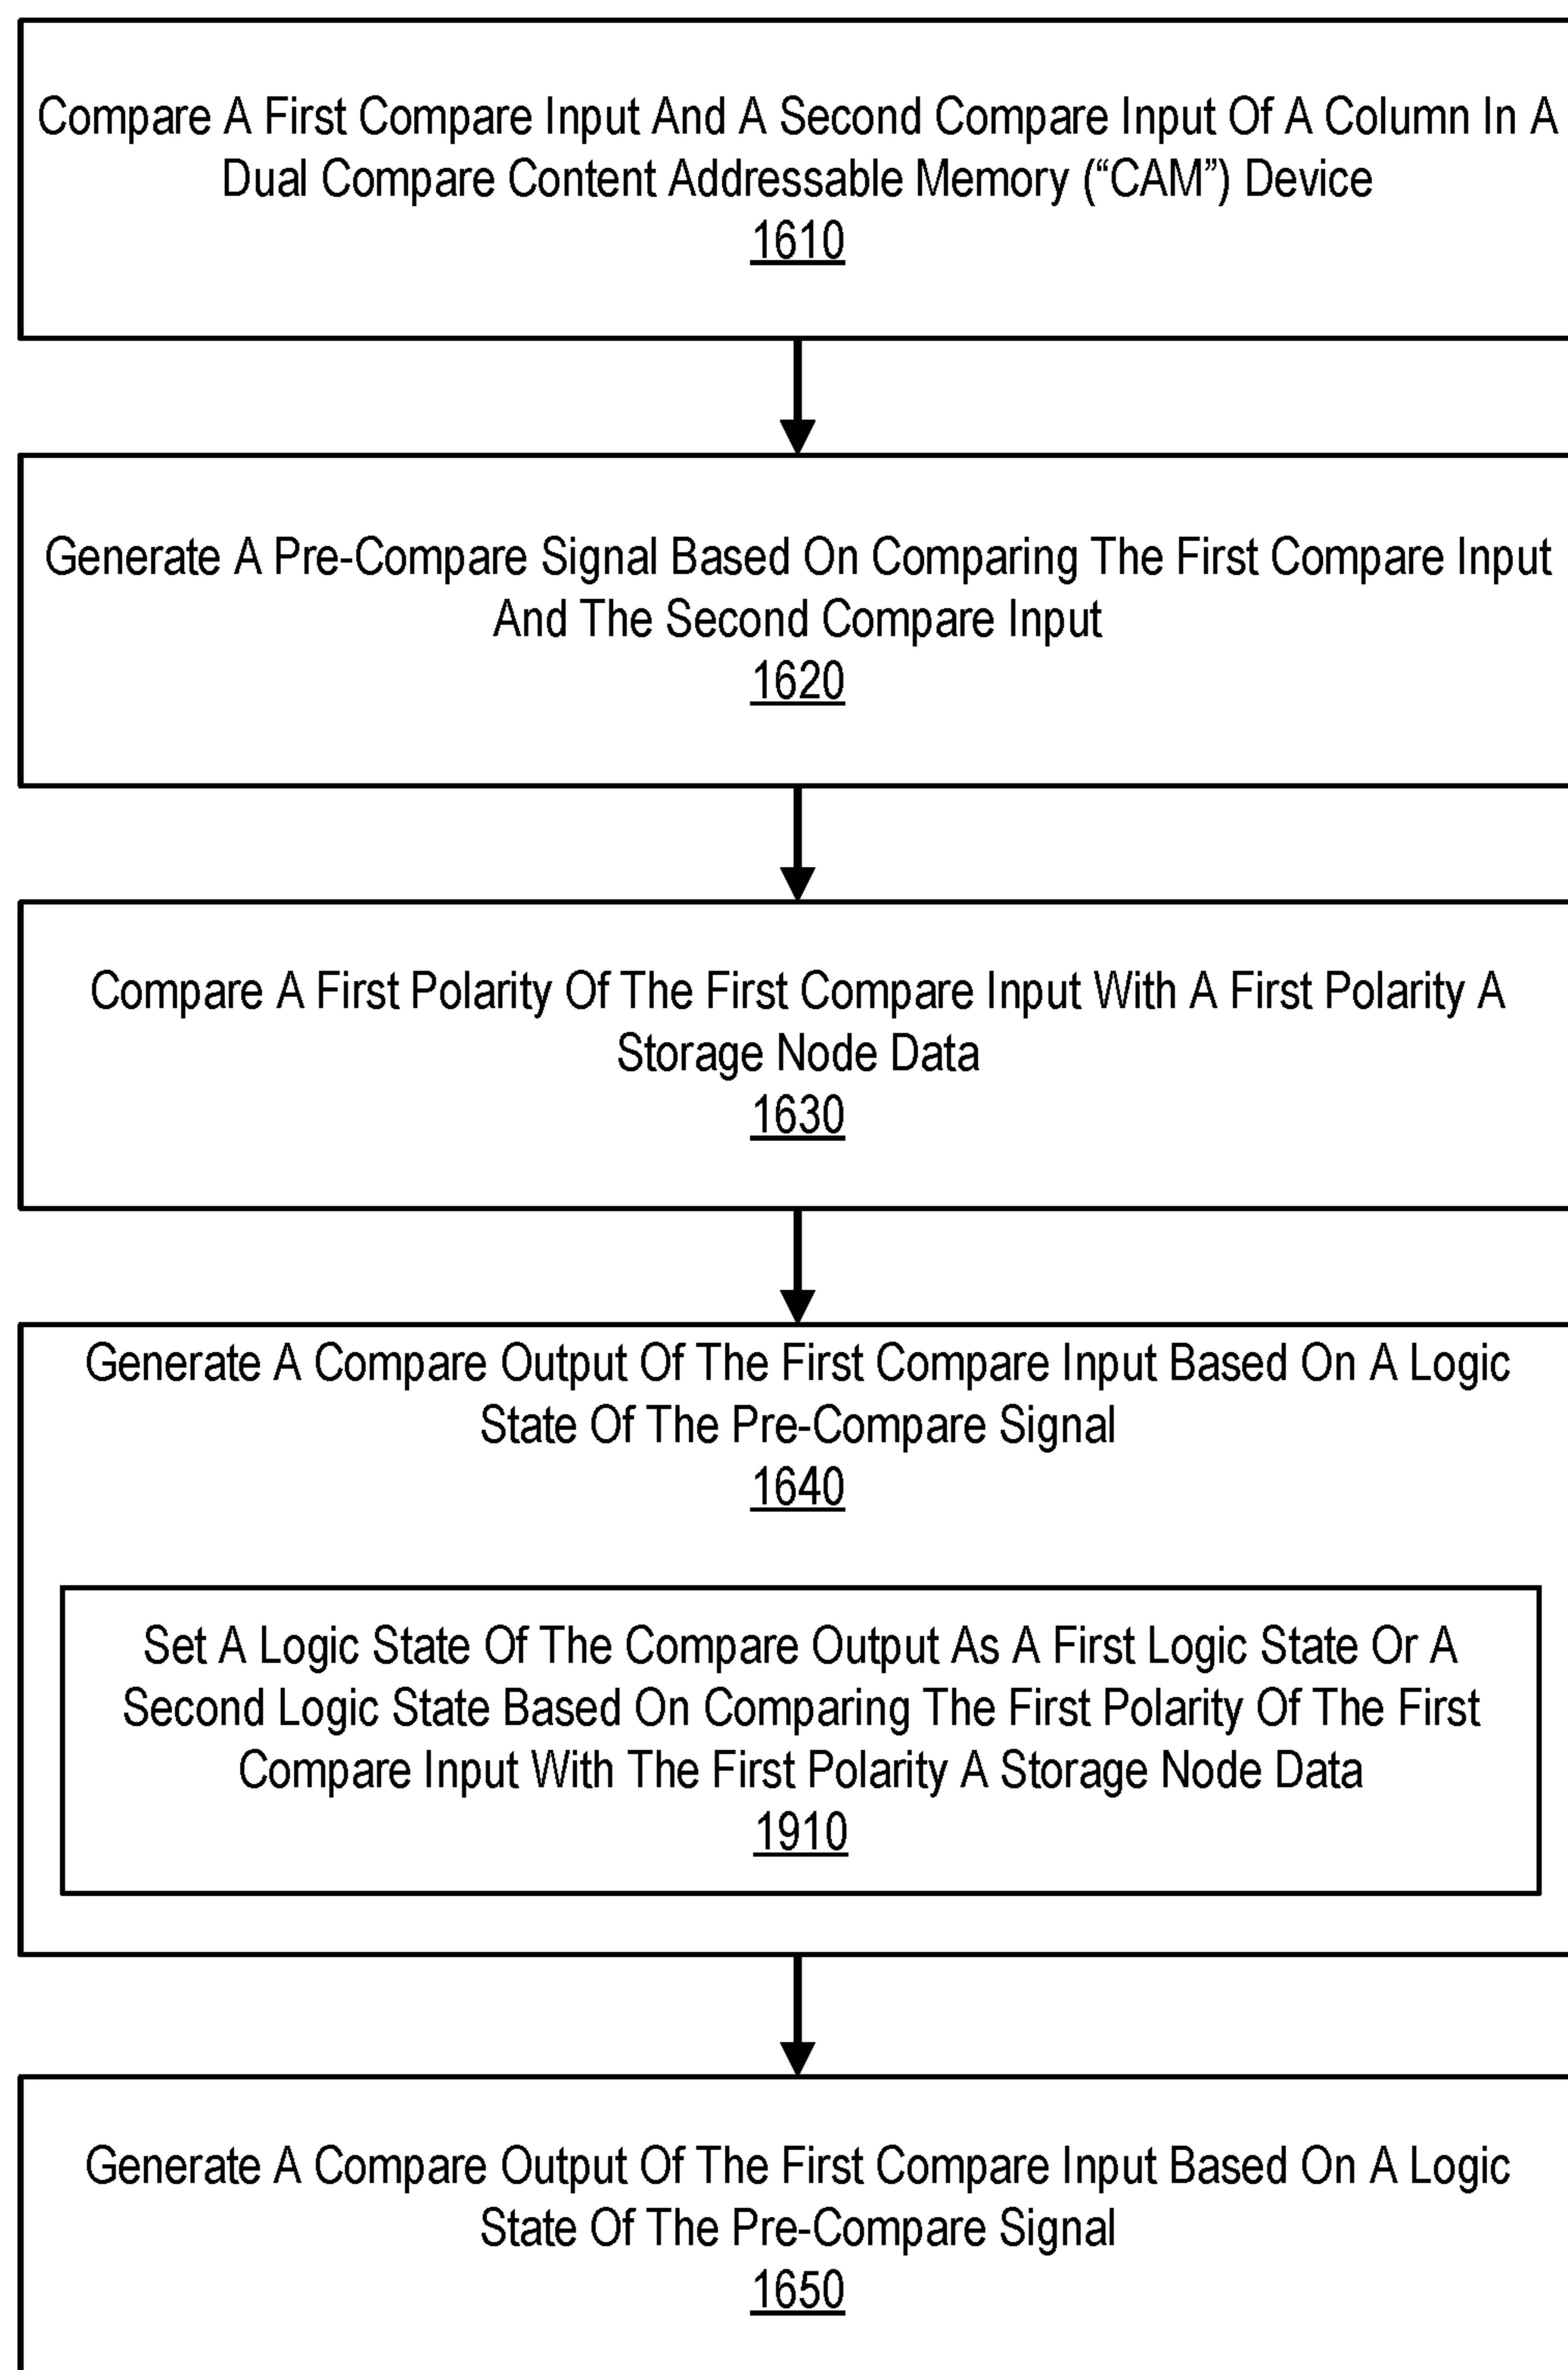 Compare A First Compare Input And A Second Compare Input Of A Column In A
Dual Compare Content Addressable Memory (“CAM”) Device
1610
Generate A Pre-Compare Signal Based On Comparing The First Compare Input
And The Second Compare Input
1620
Compare A First Polarity Of The First Compare Input With A First Polarity A
Storage Node Data
1630
Generate A Compare Output Of The First Compare Input Based On A Logic
State Of The Pre-Compare Signal
1640
Set A Logic State Of The Compare Output As A First Logic State Or A
Second Logic State Based On Comparing The First Polarity Of The First
Compare Input With The First Polarity A Storage Node Data
1910
Generate A Compare Output Of The First Compare Input Based On A Logic
State Of The Pre-Compare Signal
1650